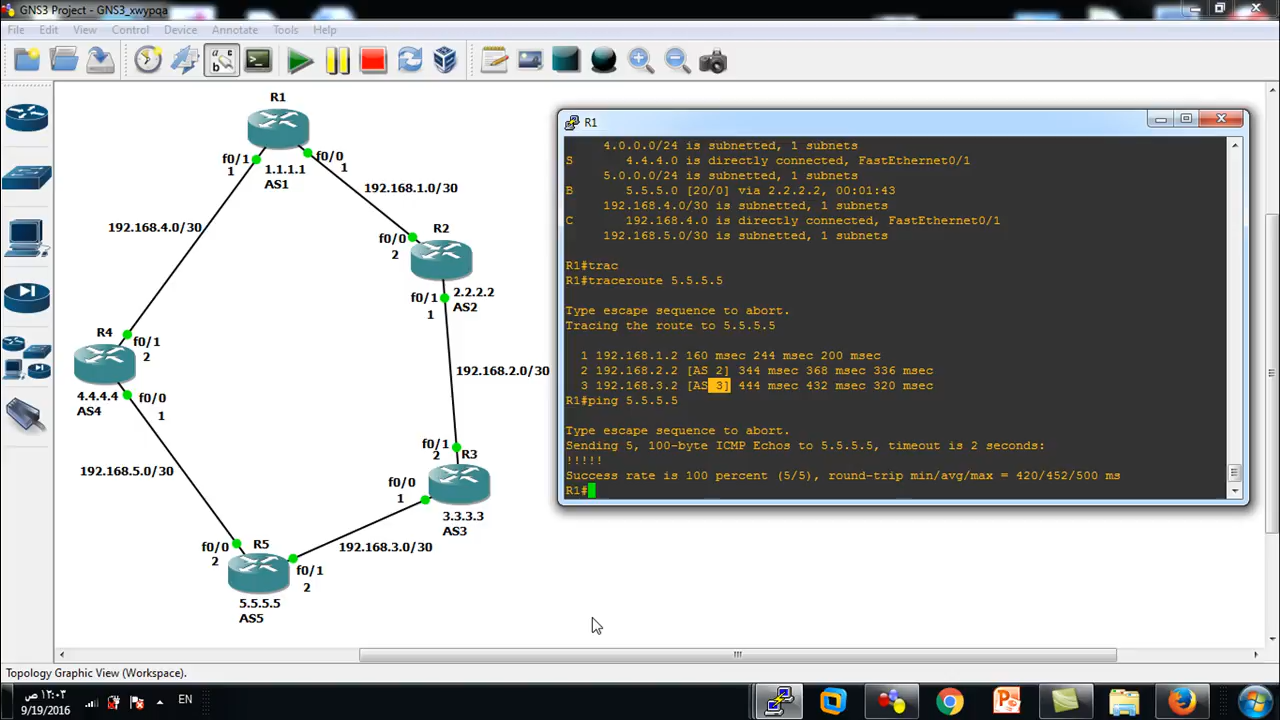 GNS3 Project - GNS3_xwypqa
File Edit View Control Device Annotate Tools Help
R1
f0/1
1
f0/0
1
1.1.1.1
AS1
192.168.1.0/30
192.168.4.0/30
R2
f0/0
2
f0/1
1
2.2.2.2
AS2
R4
f0/1
2
192.168.2.0/30
4.4.4.4
AS4
f0/0
1
192.168.5.0/30
f0/1
2
R3
f0/0
1
3.3.3.3
AS3
192.168.3.0/30
f0/0
2
R5
f0/1
2
5.5.5.5
AS5
R1
4.0.0.0/24 is subnetted, 1 subnets
S 4.4.4.0 is directly connected, FastEthernet0/1
5.0.0.0/24 is subnetted, 1 subnets
B 5.5.5.0 [20/0] via 2.2.2.2, 00:01:43
192.168.4.0/30 is subnetted, 1 subnets
C 192.168.4.0 is directly connected, FastEthernet0/1
192.168.5.0/30 is subnetted, 1 subnets
R1#trac
R1#traceroute 5.5.5.5
Type escape sequence to abort.
Tracing the route to 5.5.5.5
1 192.168.1.2 160 msec 244 msec 200 msec
2 192.168.2.2 [AS 2] 344 msec 368 msec 336 msec
3 192.168.3.2 [AS 3] 444 msec 432 msec 320 msec
R1#ping 5.5.5.5
Type escape sequence to abort.
Sending 5, 100-byte ICMP Echos to 5.5.5.5, timeout is 2 seconds:
!!!!!
Success rate is 100 percent (5/5), round-trip min/avg/max = 420/452/500 ms
R1#
Topology Graphic View (Workspace).
١٢:٠٣ ص
9/19/2016
EN